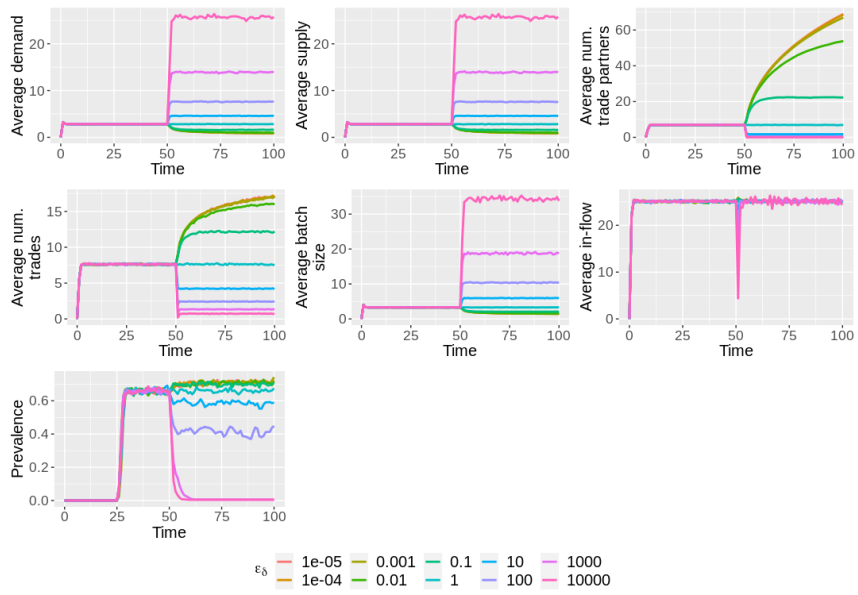 Average demand
20
10
0
0 25 50 75 100
Time
Average supply
20
10
0
0 25 50 75 100
Time
Average num.
trade partners
60
40
20
0
0 25 50 75 100
Time
Average num.
trades
15
10
5
0
0 25 50 75 100
Time
Average batch
size
30
20
10
0
0 25 50 75 100
Time
Average in-flow
20
10
0
0 25 50 75 100
Time
Prevalence
0.6
0.4
0.2
0.0
0 25 50 75 100
Time
εδ 1e-05 0.001 0.1 10 1000
1e-04 0.01 1 100 10000